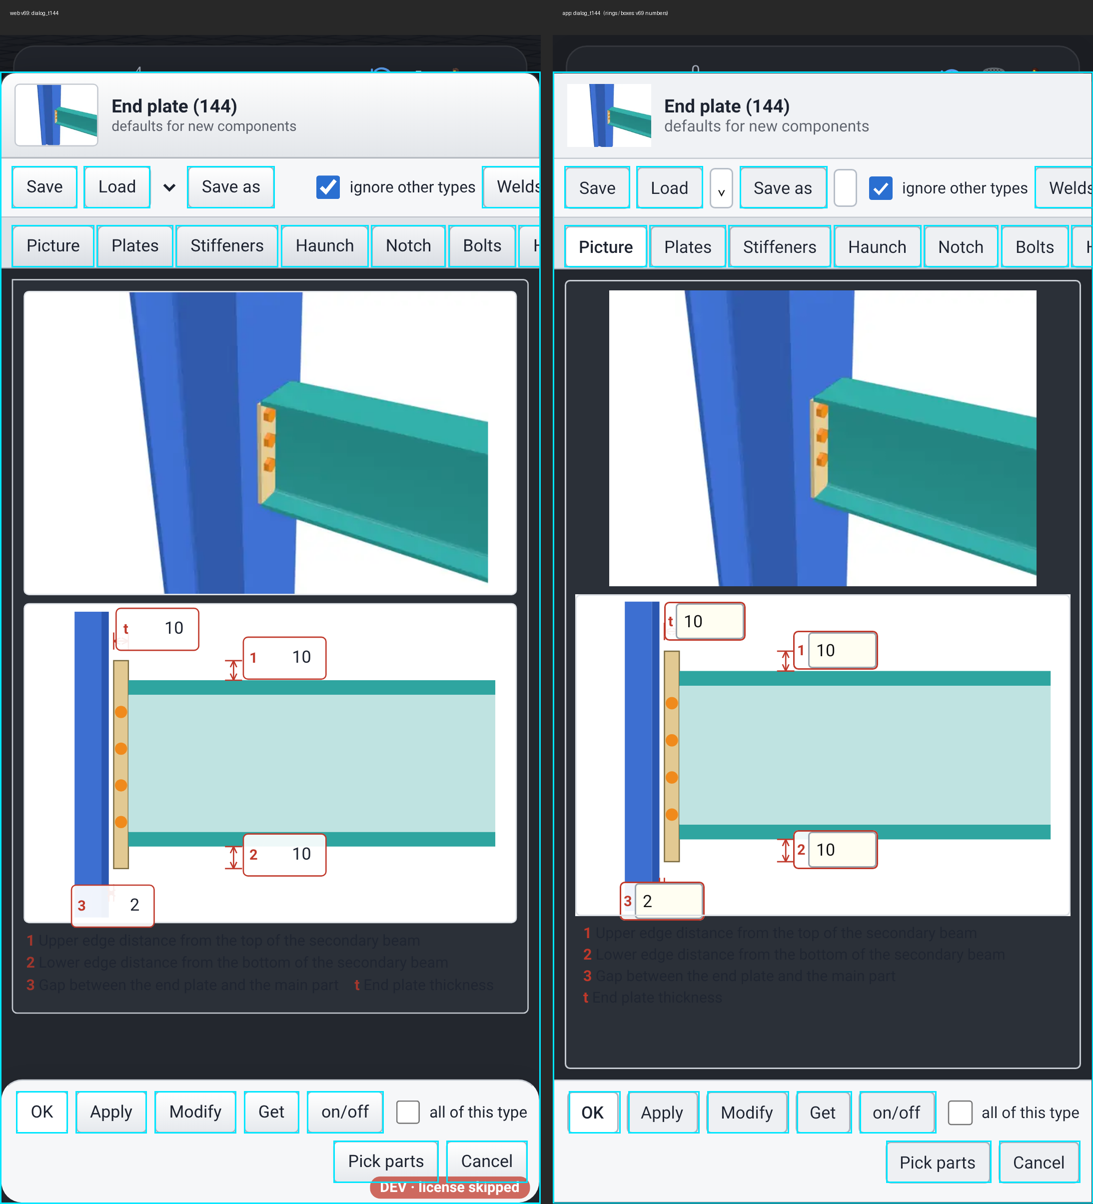 web v69 dialog_t144
End plate (144)
defaults for new components
Save Load Save as ignore other types Welds
Picture Plates Stiffeners Haunch Notch Bolts H
t 10
1 10
2 10
3 2
1 Upper edge distance from the top of the secondary beam
2 Lower edge distance from the bottom of the secondary beam
3 Gap between the end plate and the main part t End plate thickness
OK Apply Modify Get on/off all of this type
Pick parts Cancel
DEV · license skipped
app dialog_t144 (rings/boxes v69 numbers)
End plate (144)
defaults for new components
Save Load v Save as ignore other types Welds
Picture Plates Stiffeners Haunch Notch Bolts H
t 10
1 10
2 10
3 2
1 Upper edge distance from the top of the secondary beam
2 Lower edge distance from the bottom of the secondary beam
3 Gap between the end plate and the main part
t End plate thickness
OK Apply Modify Get on/off all of this type
Pick parts Cancel